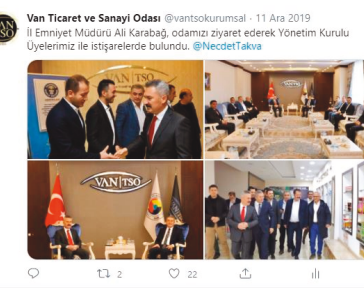 Van Ticaret ve Sanayi Odası @vantsokurumsal · 11 Ara 2019
İl Emniyet Müdürü Ali Karabağ, odamızı ziyaret ederek Yönetim Kurulu
Üyelerimiz ile istişarelerde bulundu. @NecdetTakva
VAN TSO
VAN TSO
2
22